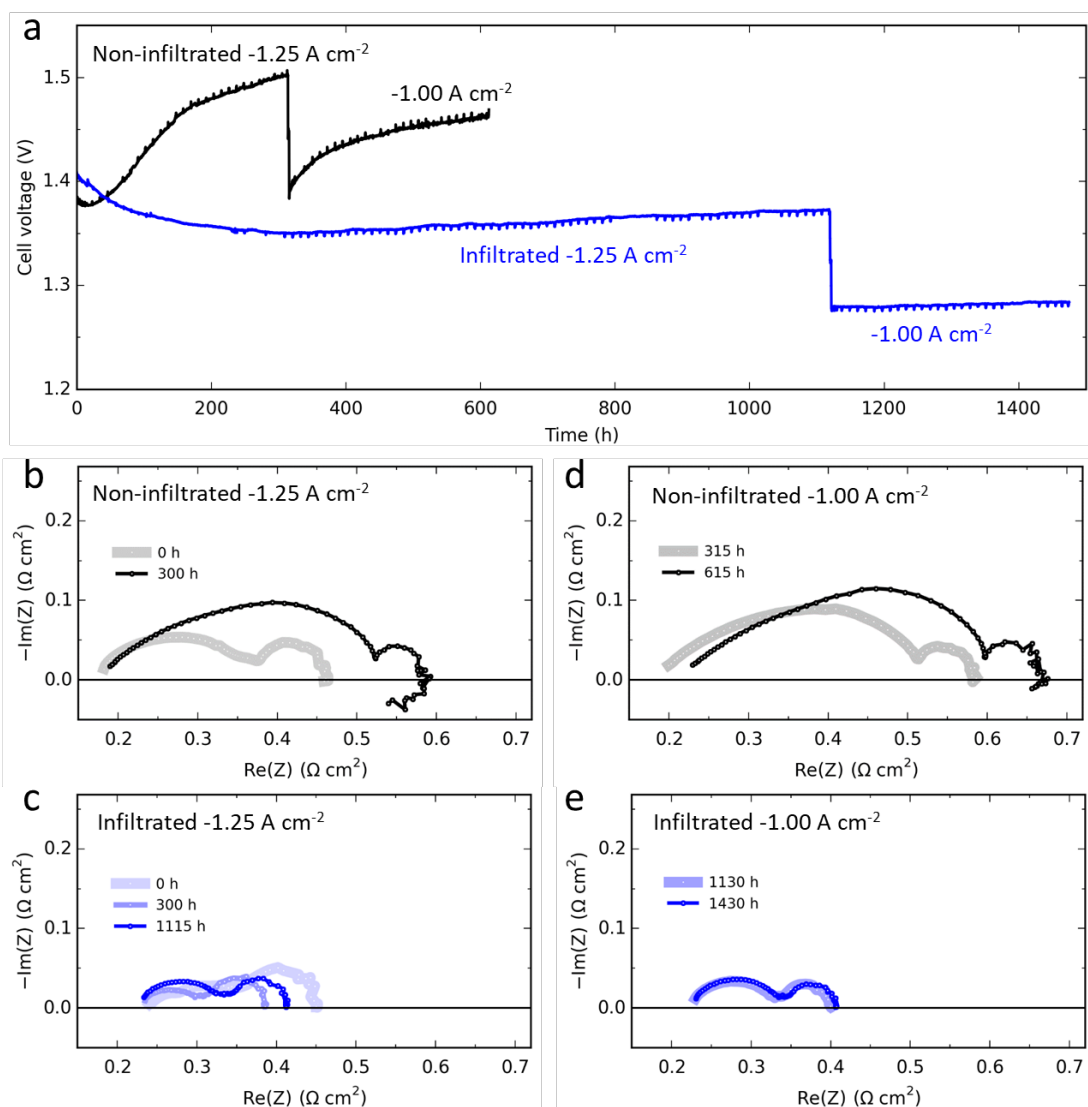 a
Non-infiltrated -1.25 A cm-2
-1.00 A cm-2
Infiltrated -1.25 A cm-2
-1.00 A cm-2
Cell voltage (V)
1.5
1.4
1.3
1.2
0 200 400 600 800 1000 1200 1400
Time (h)
b
Non-infiltrated -1.25 A cm-2
0 h
300 h
−Im(Z) (Ω cm²)
0.2
0.1
0.0
0.2 0.3 0.4 0.5 0.6 0.7
Re(Z) (Ω cm²)
d
Non-infiltrated -1.00 A cm-2
315 h
615 h
−Im(Z) (Ω cm²)
0.2
0.1
0.0
0.2 0.3 0.4 0.5 0.6 0.7
Re(Z) (Ω cm²)
c
Infiltrated -1.25 A cm-2
0 h
300 h
1115 h
−Im(Z) (Ω cm²)
0.2
0.1
0.0
0.2 0.3 0.4 0.5 0.6 0.7
Re(Z) (Ω cm²)
e
Infiltrated -1.00 A cm-2
1130 h
1430 h
−Im(Z) (Ω cm²)
0.2
0.1
0.0
0.2 0.3 0.4 0.5 0.6 0.7
Re(Z) (Ω cm²)